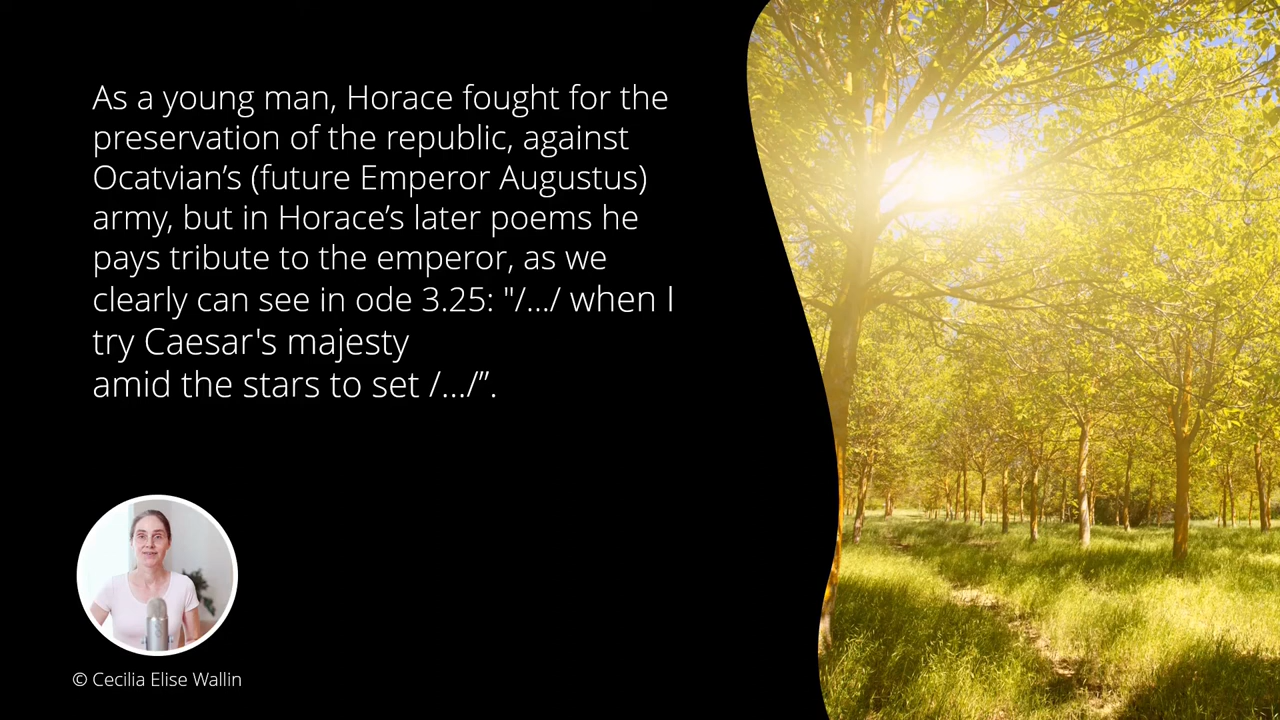 As a young man, Horace fought for the
preservation of the republic, against
Ocatvian’s (future Emperor Augustus)
army, but in Horace’s later poems he
pays tribute to the emperor, as we
clearly can see in ode 3.25: "/.../ when I
try Caesar's majesty
amid the stars to set /.../”.
© Cecilia Elise Wallin